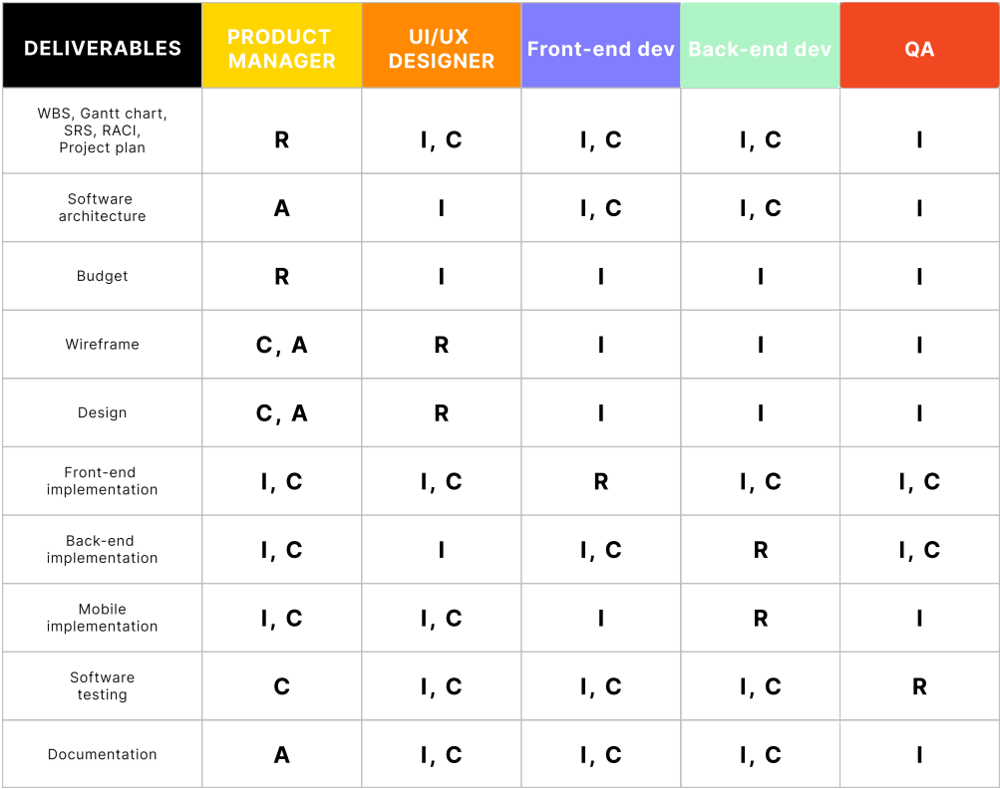 DELIVERABLES
PRODUCT
MANAGER
UI/UX
DESIGNER
Front-end dev
Back-end dev
QA
WBS, Gantt chart,
SRS, RACI,
Project plan
R
I, C
I, C
I, C
I
Software
architecture
A
I
I, C
I, C
I
Budget
R
I
I
I
I
Wireframe
C, A
R
I
I
I
Design
C, A
R
I
I
I
Front-end
implementation
I, C
I, C
R
I, C
I, C
Back-end
implementation
I, C
I
I, C
R
I, C
Mobile
implementation
I, C
I, C
I
R
I
Software
testing
C
I, C
I, C
I, C
R
Documentation
A
I, C
I, C
I, C
I